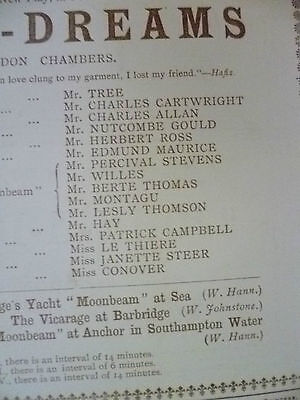 -DREAMS
DON CHAMBERS.
n love clung to my garment, I lost my friend."—Hafiz.
... Mr. TREE
... Mr. CHARLES CARTWRIGHT
... Mr. CHARLES ALLAN
... Mr. NUTCOMBE GOULD
... Mr. HERBERT ROSS
... Mr. EDMUND MAURICE
Mr. PERCIVAL STEVENS
Mr. WILLES
nbeam" Mr. BERTE THOMAS
Mr. MONTAGU
Mr. LESLY THOMSON
... ... Mr. HAY
... Mrs. PATRICK CAMPBELL
... ... Miss LE THIERE
... ... Miss JANETTE STEER
... ... Miss CONOVER
ge's Yacht "Moonbeam" at Sea (W. Hann.)
The Vicarage at Barbridge (W. Johnstone.)
Moonbeam" at Anchor in Southampton Water
(W. Hann.)
, there is an interval of 14 minutes.
I., there is an interval of 6 minutes.
V., there is an interval of 14 minutes.